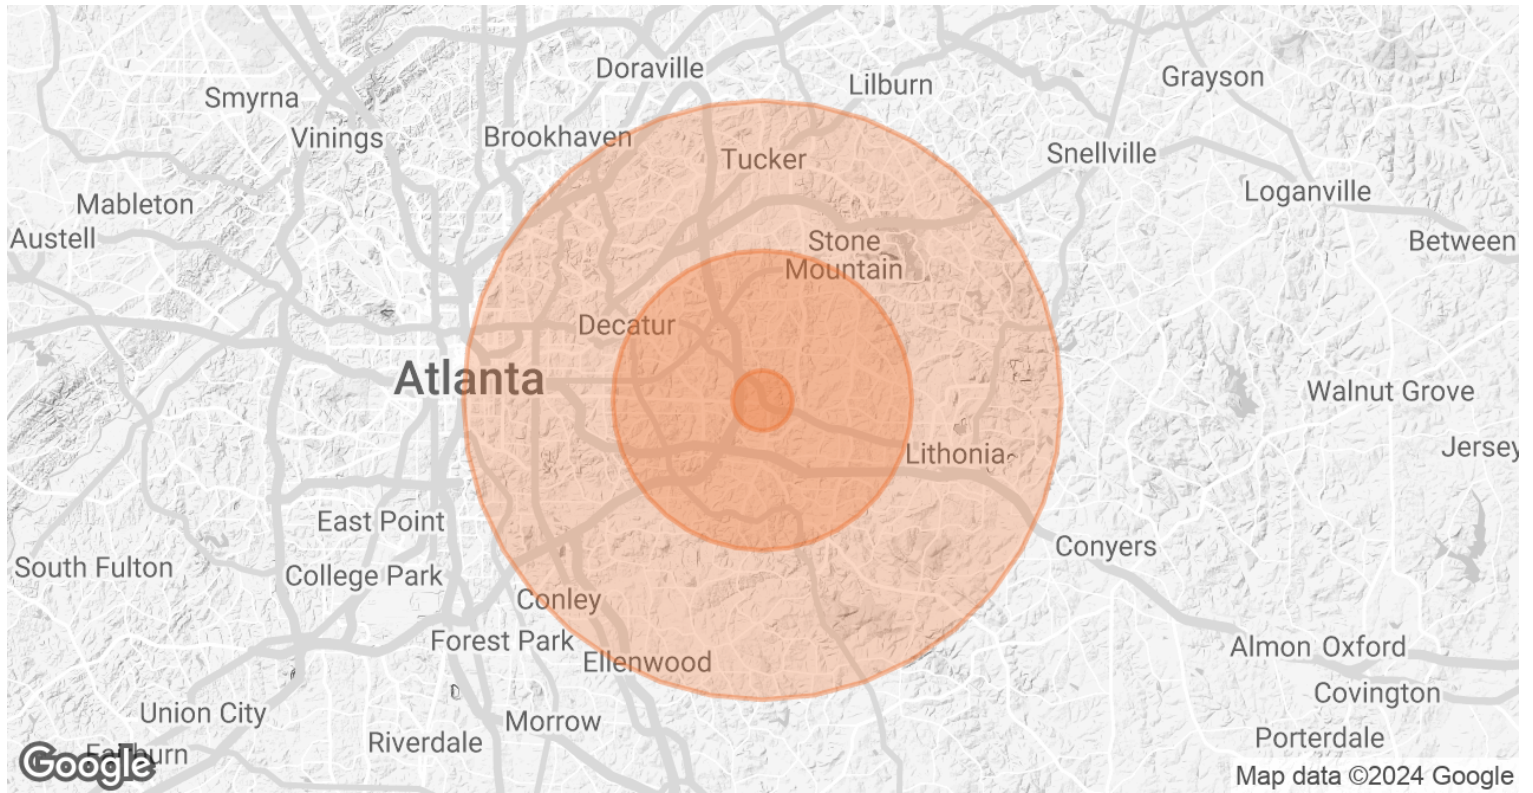 Doraville
Lilburn
Grayson
Smyrna
Vinings
Brookhaven
Tucker
Snellville
Loganville
Mableton
Austell
Stone
Mountain
Between
Decatur
Atlanta
Walnut Grove
Lithonia
Jersey
East Point
South Fulton
College Park
Conyers
Conley
Forest Park
Ellenwood
Almon
Oxford
Covington
Union City
Morrow
Riverdale
Porterdale
Google
Map data ©2024 Google